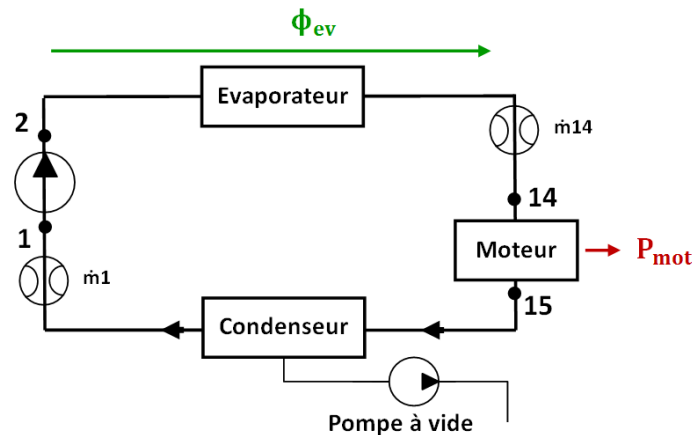 ϕev
Evaporateur
2
ṁ14
14
1
Moteur
Pmot
ṁ1
15
Condenseur
Pompe à vide